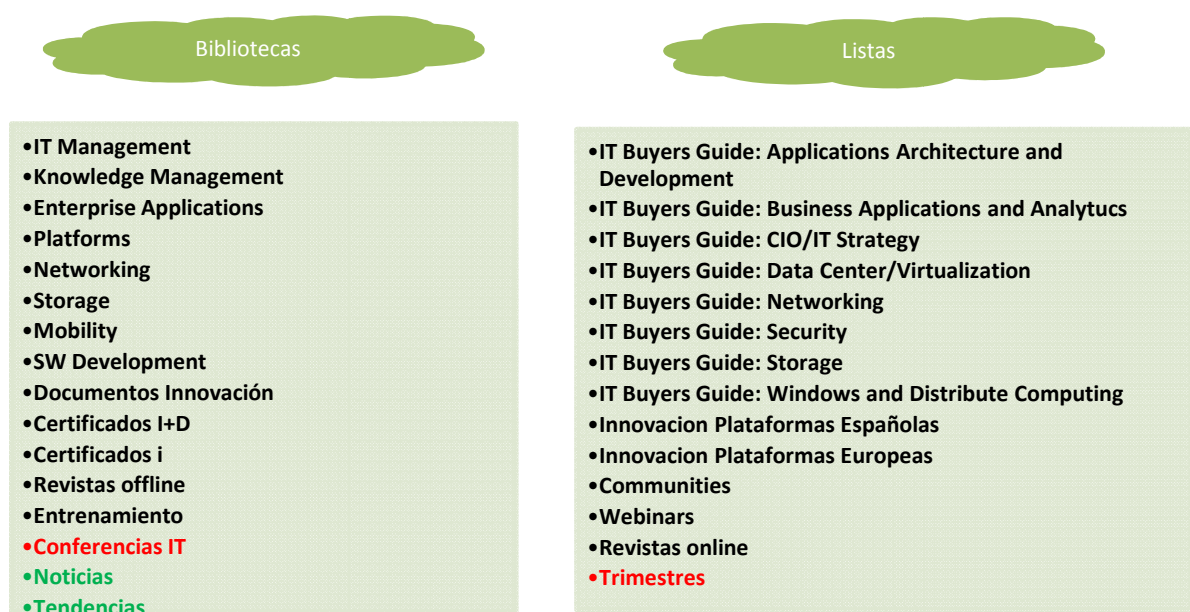 Bibliotecas
•IT Management
•Knowledge Management
•Enterprise Applications
•Platforms
•Networking
•Storage
•Mobility
•SW Development
•Documentos Innovación
•Certificados I+D
•Certificados i
•Revistas offline
•Entrenamiento
•Conferencias IT
•Noticias
•Tendencias
Listas
•IT Buyers Guide: Applications Architecture and
Development
•IT Buyers Guide: Business Applications and Analytucs
•IT Buyers Guide: CIO/IT Strategy
•IT Buyers Guide: Data Center/Virtualization
•IT Buyers Guide: Networking
•IT Buyers Guide: Security
•IT Buyers Guide: Storage
•IT Buyers Guide: Windows and Distribute Computing
•Innovacion Plataformas Españolas
•Innovacion Plataformas Europeas
•Communities
•Webinars
•Revistas online
•Trimestres